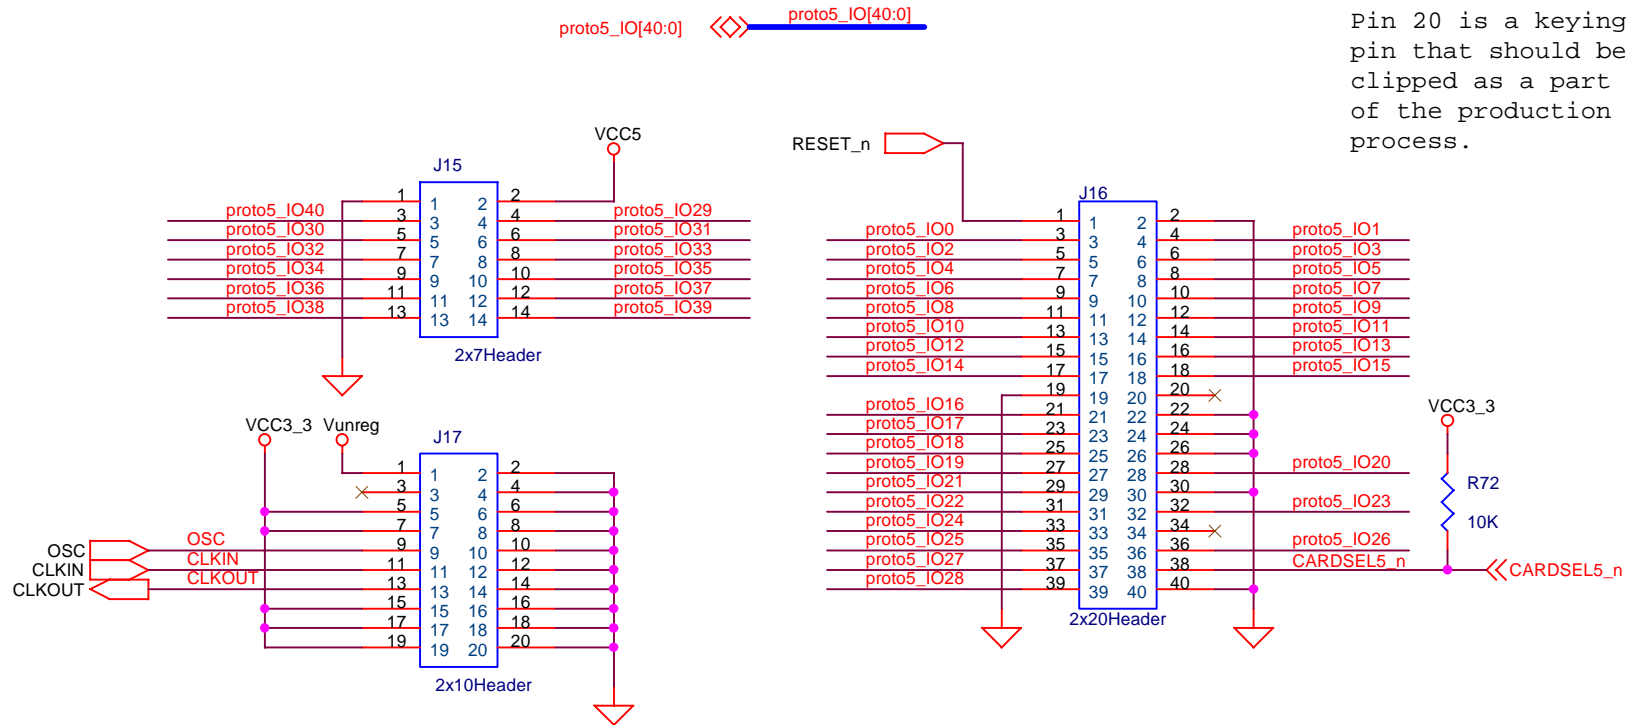 proto5_IO[40:0] proto5_IO[40:0]
Pin 20 is a keying
pin that should be
clipped as a part
of the production
process.
VCC5
J15
1 1 2 2
proto5_IO40 3 3 4 4 proto5_IO29
proto5_IO30 5 5 6 6 proto5_IO31
proto5_IO32 7 7 8 8 proto5_IO33
proto5_IO34 9 9 10 10 proto5_IO35
proto5_IO36 11 11 12 12 proto5_IO37
proto5_IO38 13 13 14 14 proto5_IO39
2x7Header
VCC3_3 Vunreg
J17
1 1 2 2
3 3 4 4
5 5 6 6
7 7 8 8
OSC OSC 9 9 10 10
CLKIN CLKIN 11 11 12 12
CLKOUT CLKOUT 13 13 14 14
15 15 16 16
17 17 18 18
19 19 20 20
2x10Header
RESET_n
J16
1 1 2 2
proto5_IO0 3 3 4 4 proto5_IO1
proto5_IO2 5 5 6 6 proto5_IO3
proto5_IO4 7 7 8 8 proto5_IO5
proto5_IO6 9 9 10 10 proto5_IO7
proto5_IO8 11 11 12 12 proto5_IO9
proto5_IO10 13 13 14 14 proto5_IO11
proto5_IO12 15 15 16 16 proto5_IO13
proto5_IO14 17 17 18 18 proto5_IO15
19 19 20 20
proto5_IO16 21 21 22 22
proto5_IO17 23 23 24 24
proto5_IO18 25 25 26 26
proto5_IO19 27 27 28 28 proto5_IO20
proto5_IO21 29 29 30 30
proto5_IO22 31 31 32 32 proto5_IO23
proto5_IO24 33 33 34 34
proto5_IO25 35 35 36 36 proto5_IO26
proto5_IO27 37 37 38 38 CARDSEL5_n CARDSEL5_n
proto5_IO28 39 39 40 40
2x20Header
VCC3_3
R72
10K